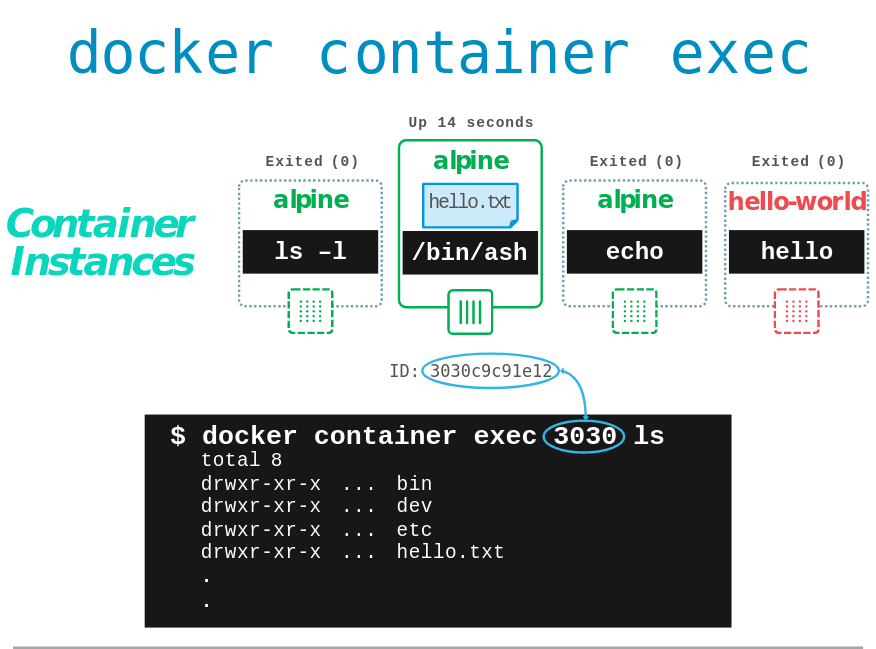 docker container exec
Up 14 seconds
Exited (0)
Exited (0)
Exited (0)
alpine
alpine
alpine
hello-world
hello.txt
Container
Instances
ls –l
/bin/ash
echo
hello
ID: 3030c9c91e12
$ docker container exec 3030 ls
total 8
drwxr-xr-x ... bin
drwxr-xr-x ... dev
drwxr-xr-x ... etc
drwxr-xr-x ... hello.txt
.
.